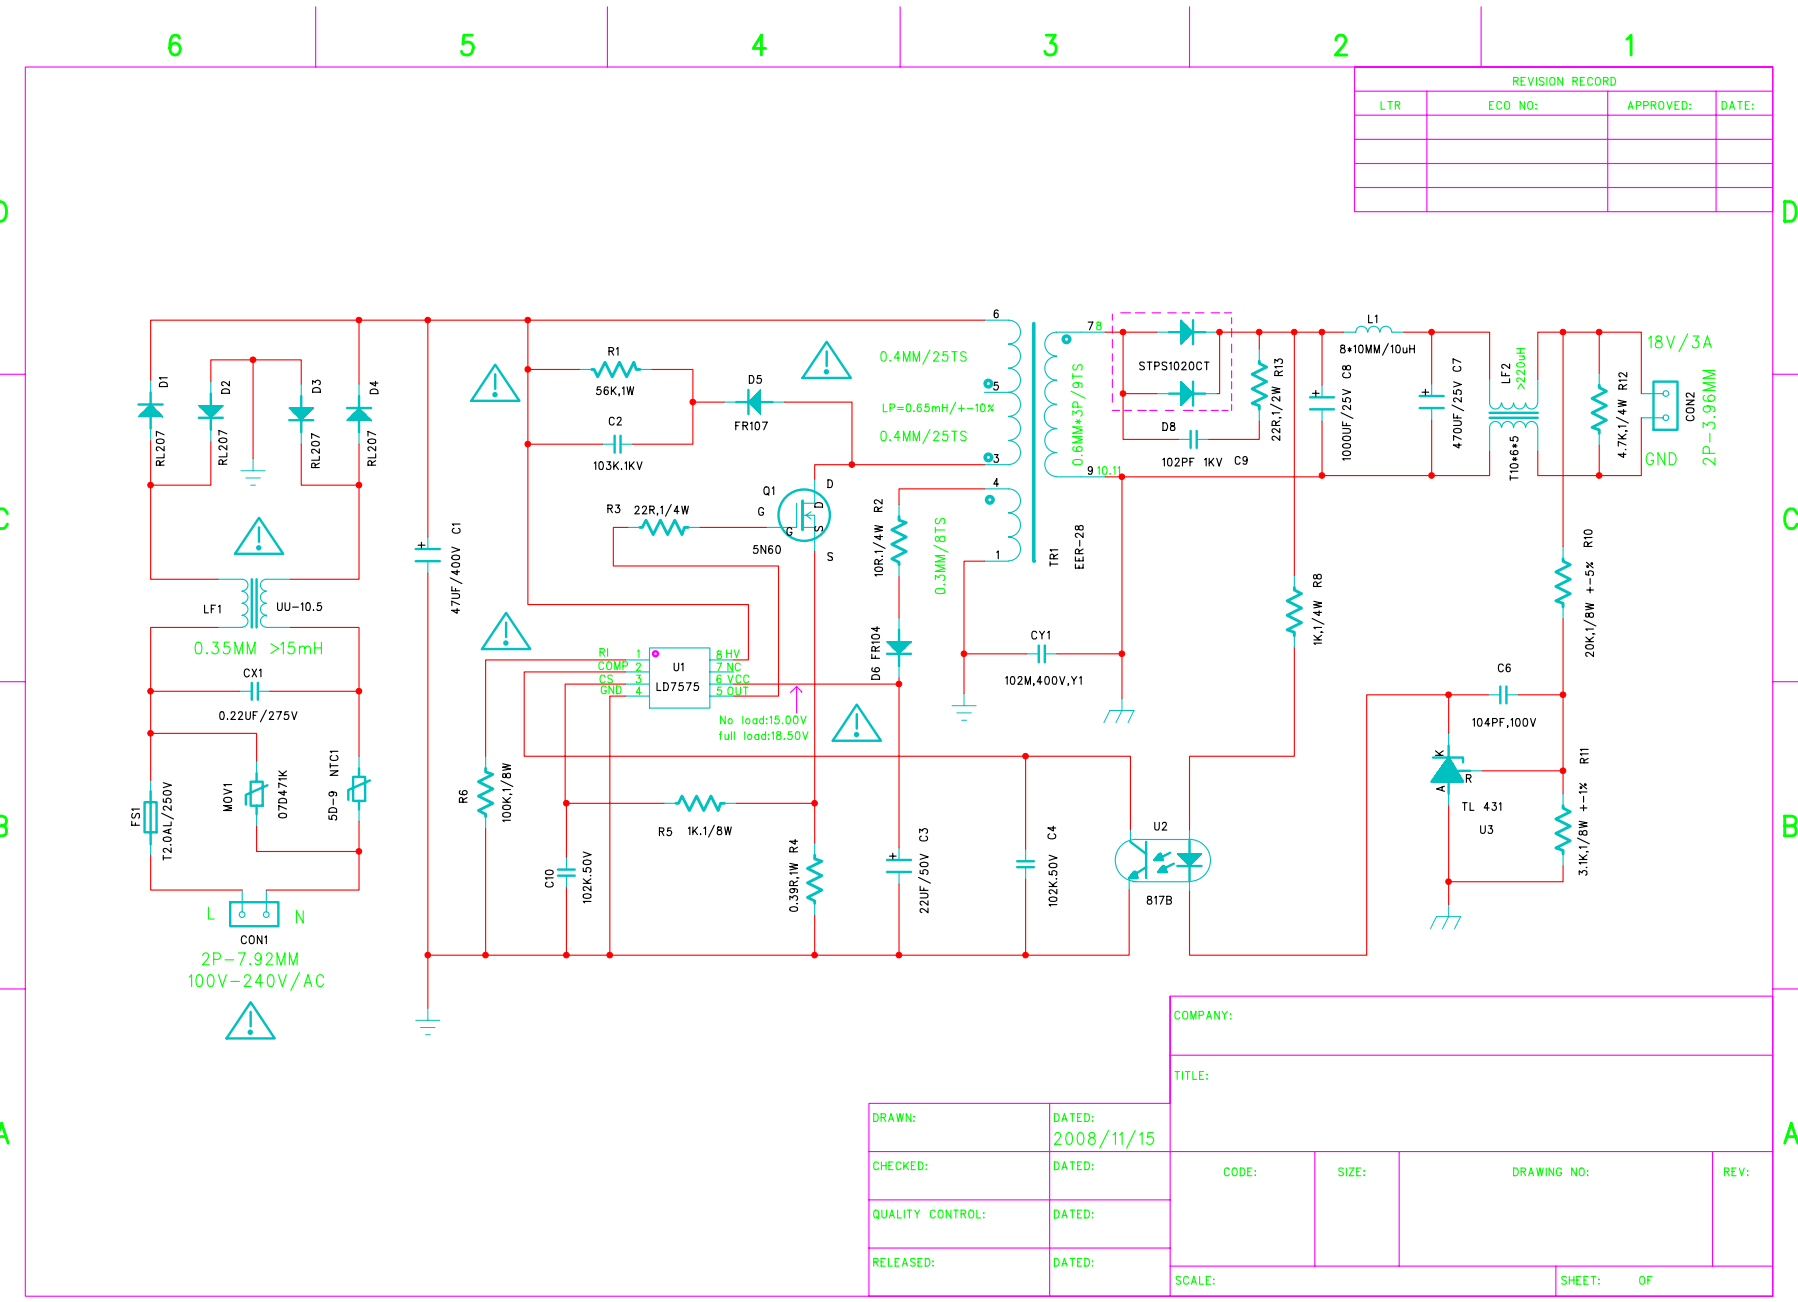 6 5 4 3 2 1
REVISION RECORD
LTR ECO NO: APPROVED: DATE:
D D
C C
B B
A A
D1
RL207
D2
RL207
D3
RL207
D4
RL207
LF1
UU-10.5
0.35MM >15mH
CX1
0.22UF/275V
FS1
T2.0AL/250V
MOV1
07D471K
5D-9 NTC1
L N
CON1
2P-7.92MM
100V-240V/AC
47UF/400V C1
R1
56K,1W
C2
103K.1KV
D5
FR107
R3 22R,1/4W
Q1
D
D
G
G
S
S
5N60
RI 1
COMP 2
CS 3
GND 4
U1
LD7575
8 HV
7 NC
6 VCC
5 OUT
No load:15.00V
full load:18.50V
R6
100K,1/8W
R5 1K.1/8W
C10
102K.50V
0.39R,1W R4
22UF/50V C3
102K.50V C4
10R.1/4W R2
D6 FR104
0.3MM/8TS
0.4MM/25TS
LP=0.65mH/+-10%
0.4MM/25TS
6
5
3
4
1
TR1
EER-28
0.6MM*3P/9TS
7 8
9 10.11
CY1
102M,400V,Y1
STPS1020CT
D8
102PF 1KV C9
22R,1/2W R13
L1
8*10MM/10uH
1000UF/25V C8
470UF/25V C7
LF2
>220uH
T10*6*5
4.7K,1/4W R12
18V/3A
GND
CON2
2P-3.96MM
1K,1/4W R8
20K,1/8W +-5% R10
C6
104PF,100V
K
R
A
TL 431
U3
3.1K,1/8W +-1% R11
U2
817B
COMPANY:
TITLE:
DRAWN: DATED:
2008/11/15
CHECKED: DATED:
QUALITY CONTROL: DATED:
RELEASED: DATED:
CODE: SIZE: DRAWING NO: REV:
SCALE: SHEET: OF